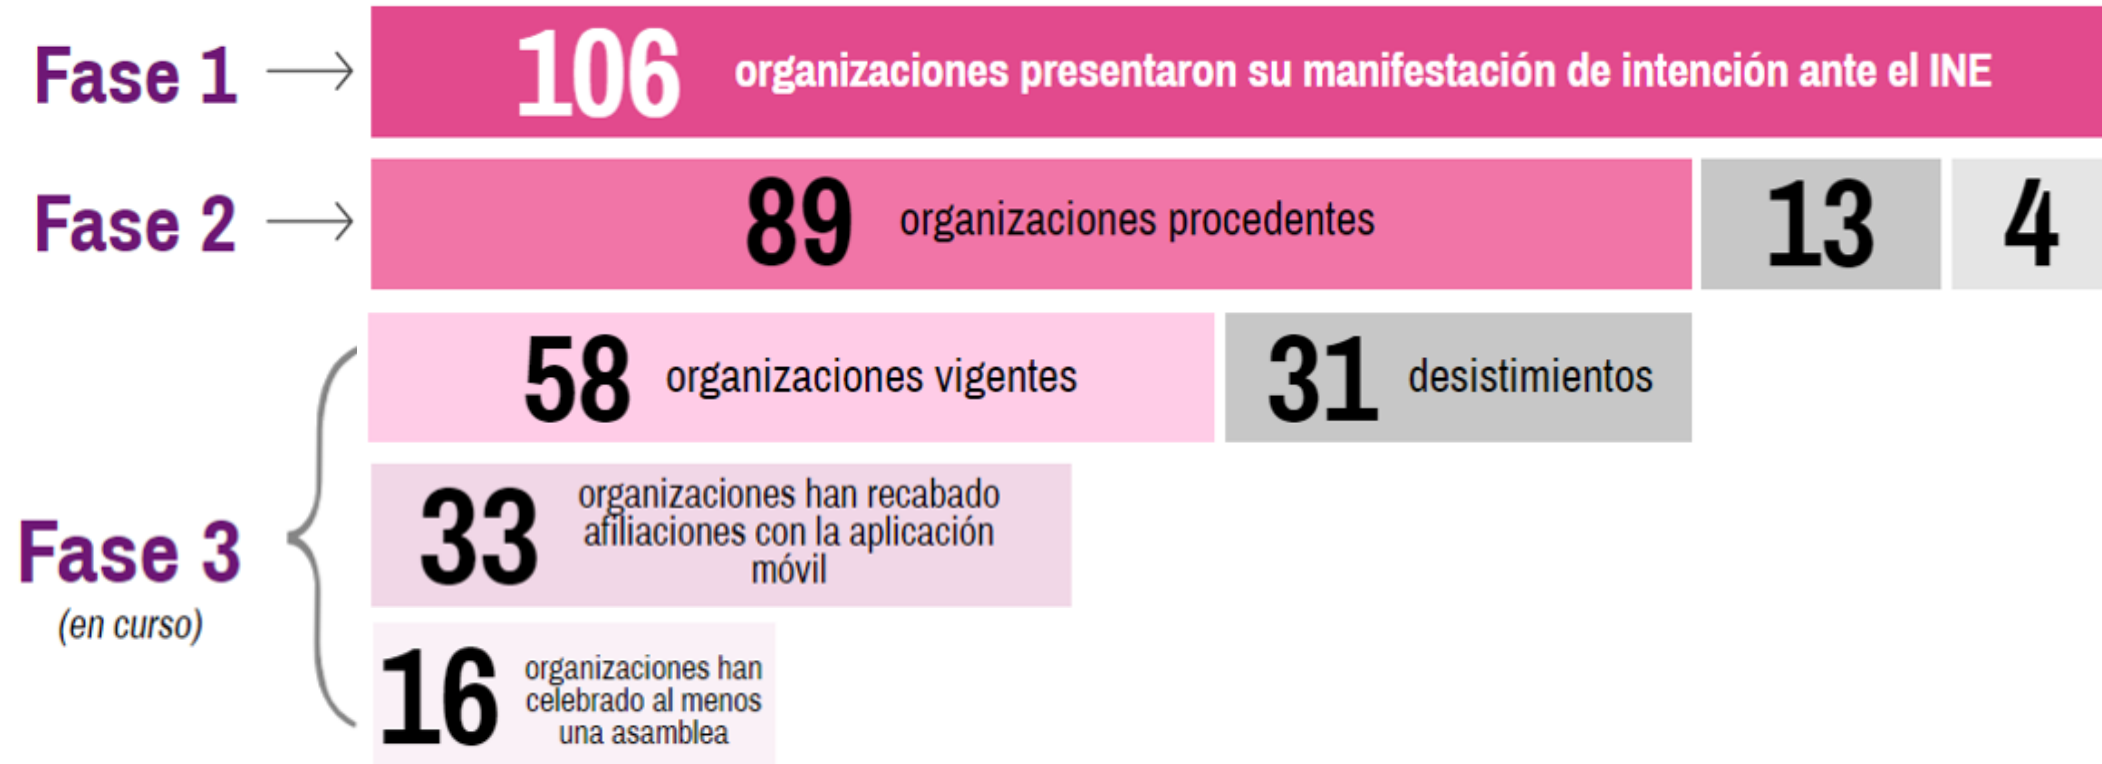 Fase 1
106 organizaciones presentaron su manifestación de intención ante el INE
Fase 2
89 organizaciones procedentes
13
4
58 organizaciones vigentes
31 desistimientos
Fase 3
(en curso)
33
organizaciones han recabado
afiliaciones con la aplicación
móvil
16
organizaciones han
celebrado al menos
una asamblea